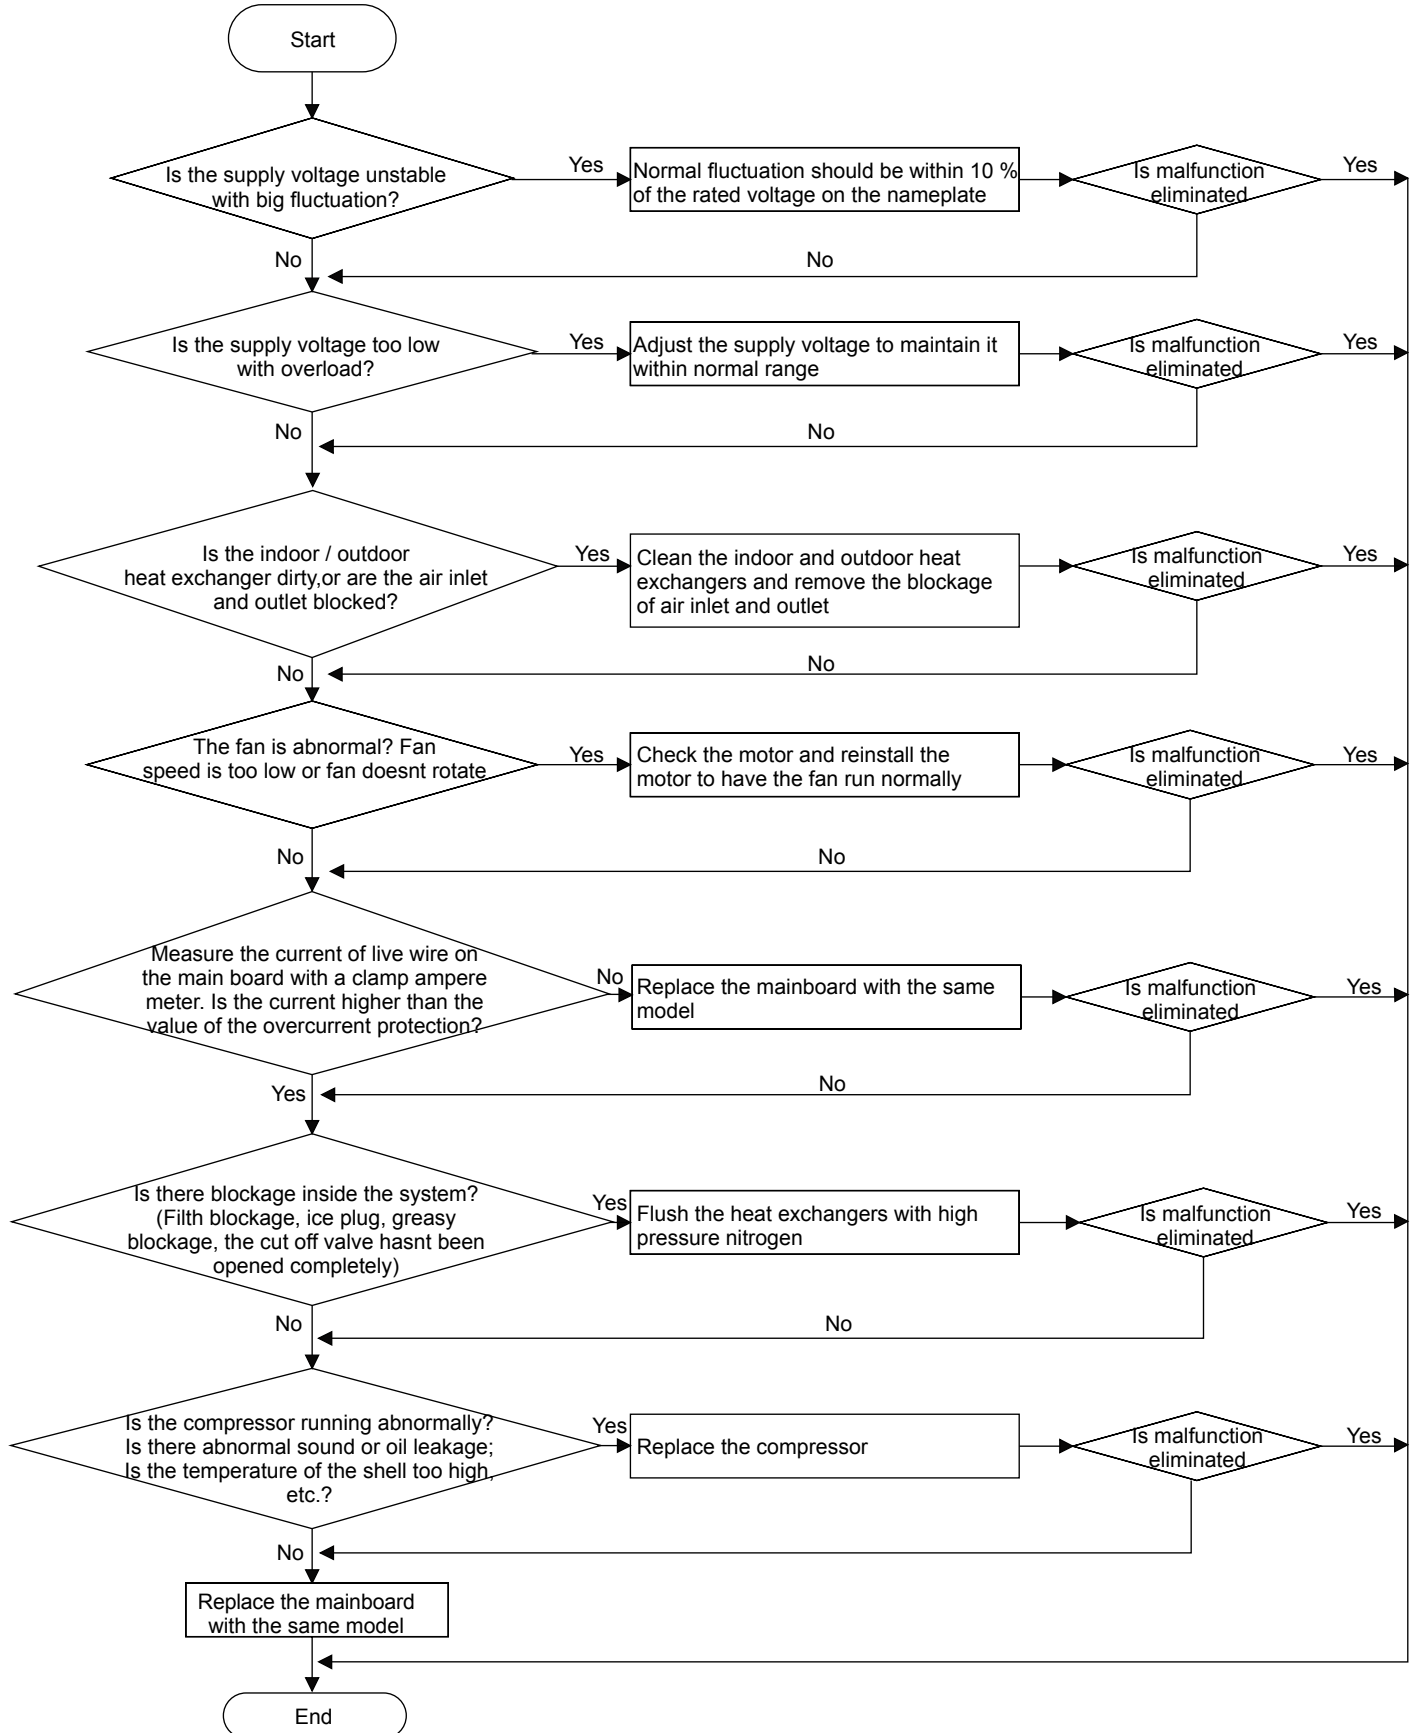 Start
Is the supply voltage unstable
with big fluctuation?
Yes
Normal fluctuation should be within 10 %
of the rated voltage on the nameplate
Is malfunction
eliminated
Yes
No
No
Is the supply voltage too low
with overload?
Yes
Adjust the supply voltage to maintain it
within normal range
Is malfunction
eliminated
Yes
No
No
Is the indoor / outdoor
heat exchanger dirty,or are the air inlet
and outlet blocked?
Yes
Clean the indoor and outdoor heat
exchangers and remove the blockage
of air inlet and outlet
Is malfunction
eliminated
Yes
No
No
The fan is abnormal? Fan
speed is too low or fan doesnt rotate
Yes
Check the motor and reinstall the
motor to have the fan run normally
Is malfunction
eliminated
Yes
No
No
Measure the current of live wire on
the main board with a clamp ampere
meter. Is the current higher than the
value of the overcurrent protection?
No
Replace the mainboard with the same
model
Is malfunction
eliminated
Yes
Yes
No
Is there blockage inside the system?
(Filth blockage, ice plug, greasy
blockage, the cut off valve hasnt been
opened completely)
Yes
Flush the heat exchangers with high
pressure nitrogen
Is malfunction
eliminated
Yes
No
No
Is the compressor running abnormally?
Is there abnormal sound or oil leakage;
Is the temperature of the shell too high,
etc.?
Yes
Replace the compressor
Is malfunction
eliminated
Yes
No
Replace the mainboard
with the same model
End